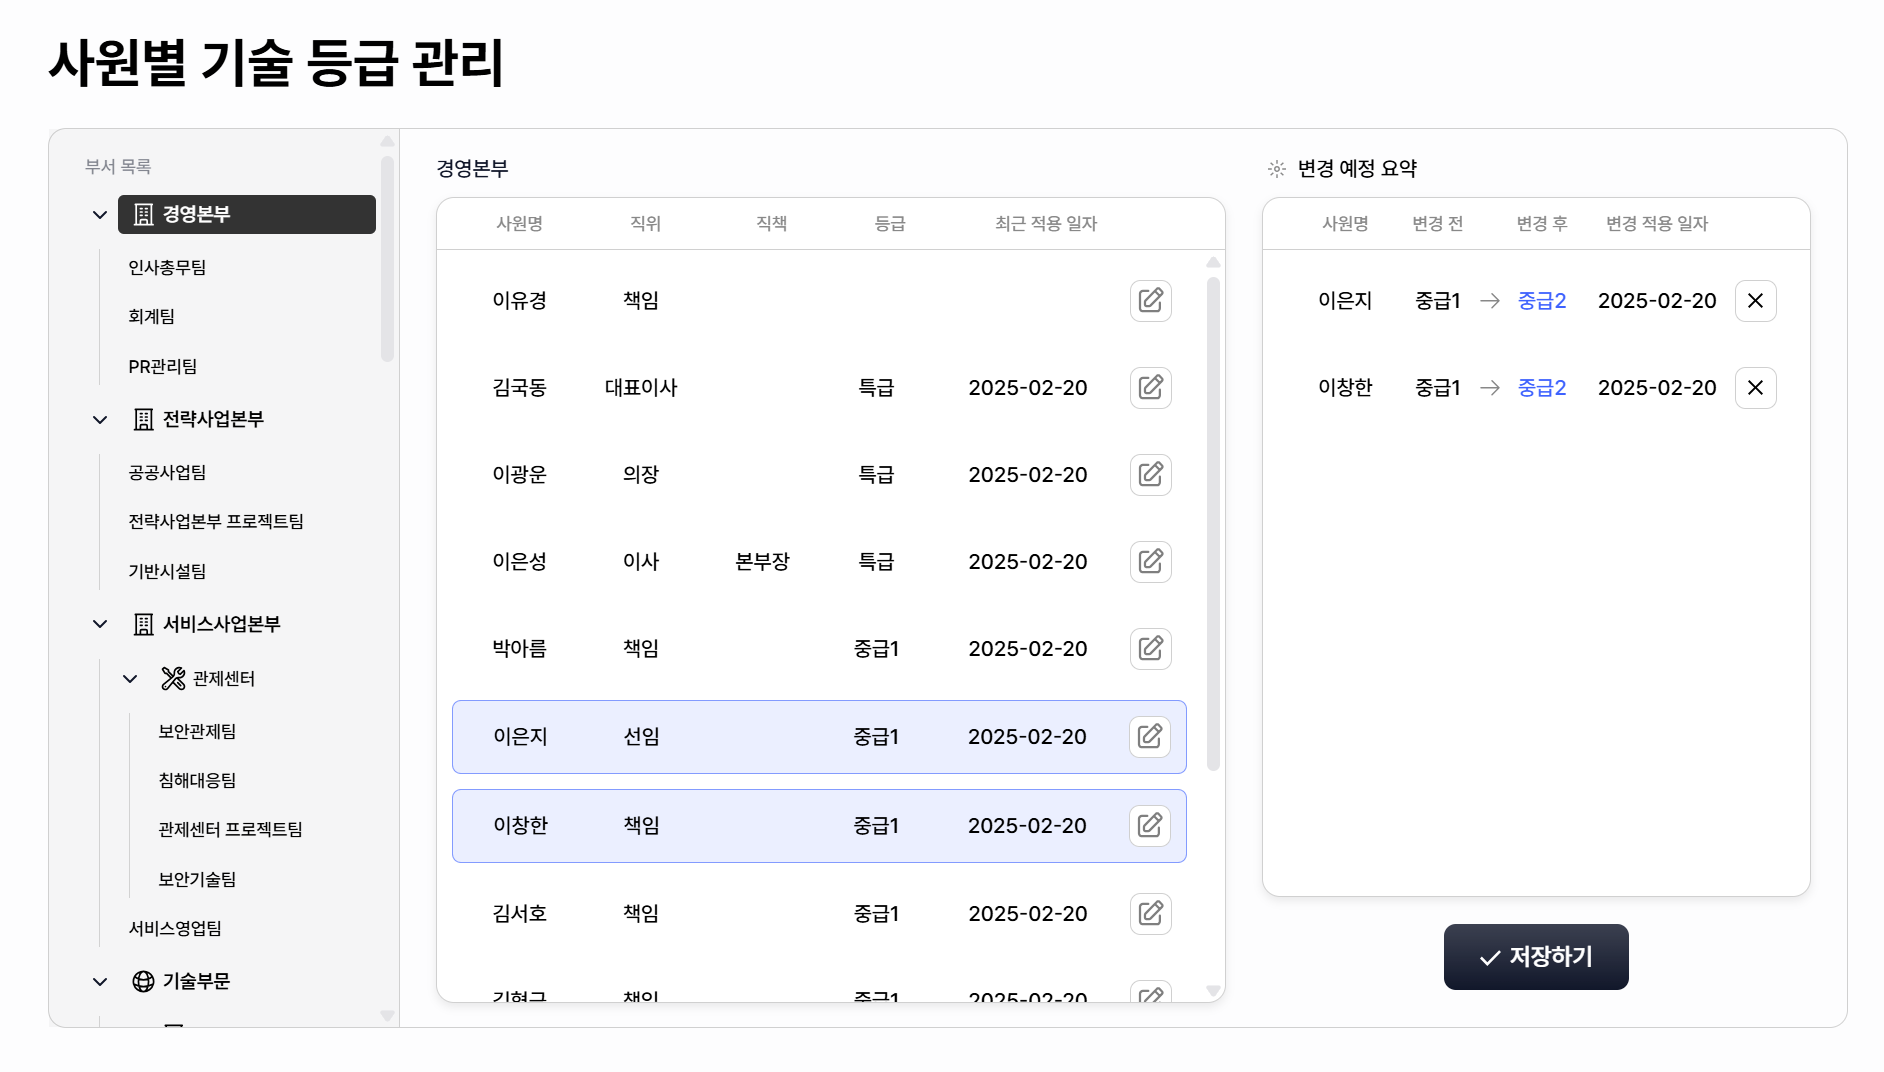 사원별 기술 등급 관리
부서 목록
경영본부
인사총무팀
회계팀
PR관리팀
전략사업본부
공공사업팀
전략사업본부 프로젝트팀
기반시설팀
서비스사업본부
관제센터
보안관제팀
침해대응팀
관제센터 프로젝트팀
보안기술팀
서비스영업팀
기술부문
경영본부
사원명 직위 직책 등급 최근 적용 일자
이유경 책임
김국동 대표이사 특급 2025-02-20
이광운 의장 특급 2025-02-20
이은성 이사 본부장 특급 2025-02-20
박아름 책임 중급1 2025-02-20
이은지 선임 중급1 2025-02-20
이창한 책임 중급1 2025-02-20
김서호 책임 중급1 2025-02-20
책임 중급1 2025-02-20
변경 예정 요약
사원명 변경 전 변경 후 변경 적용 일자
이은지 중급1 → 중급2 2025-02-20
이창한 중급1 → 중급2 2025-02-20
저장하기